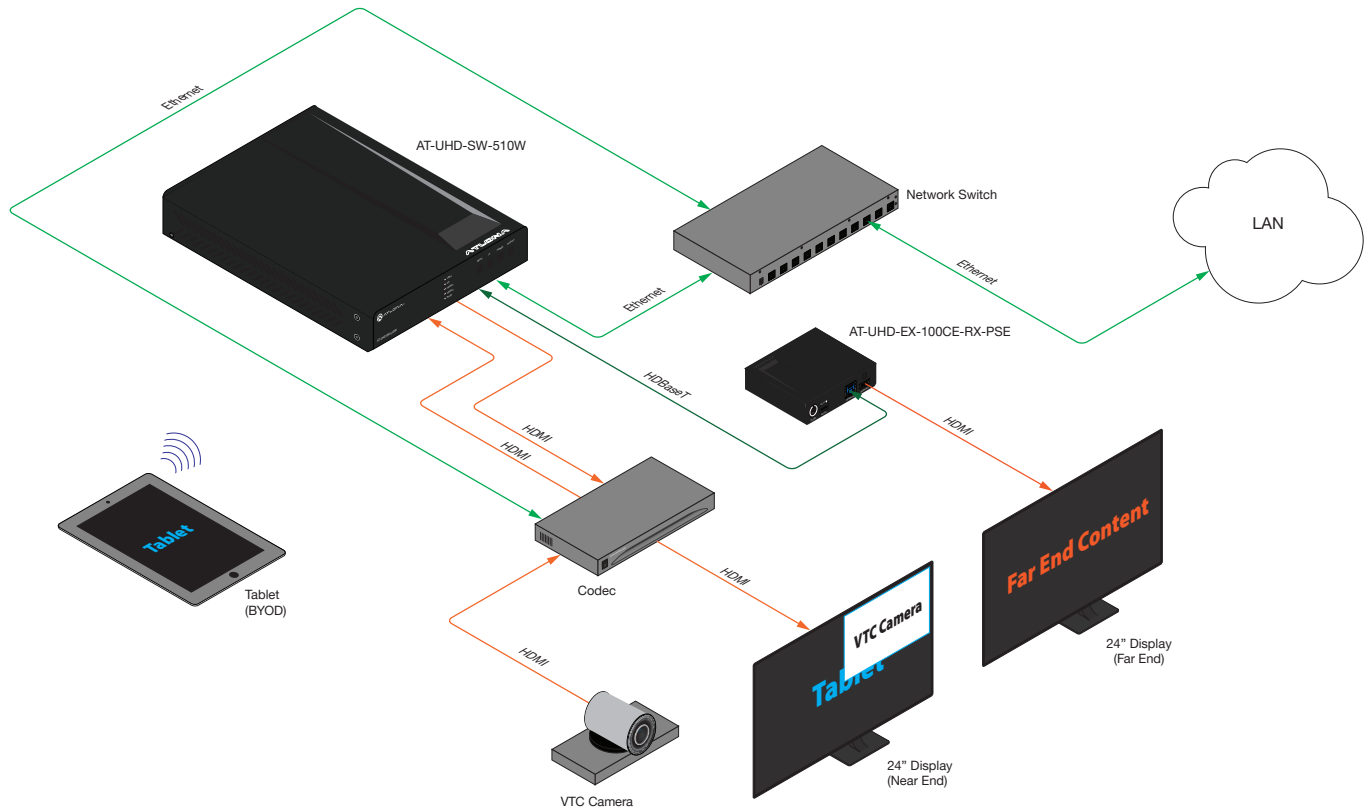 Ethernet
AT-UHD-SW-510W
ATLONA
ATLONA
Network Switch
LAN
Ethernet
Ethernet
AT-UHD-EX-100CE-RX-PSE
HDBaseT
HDMI
HDMI
HDMI
Tablet
Tablet
(BYOD)
Codec
HDMI
Far End Content
24" Display
(Far End)
VTC Camera
Tablet
HDMI
24" Display
(Near End)
VTC Camera